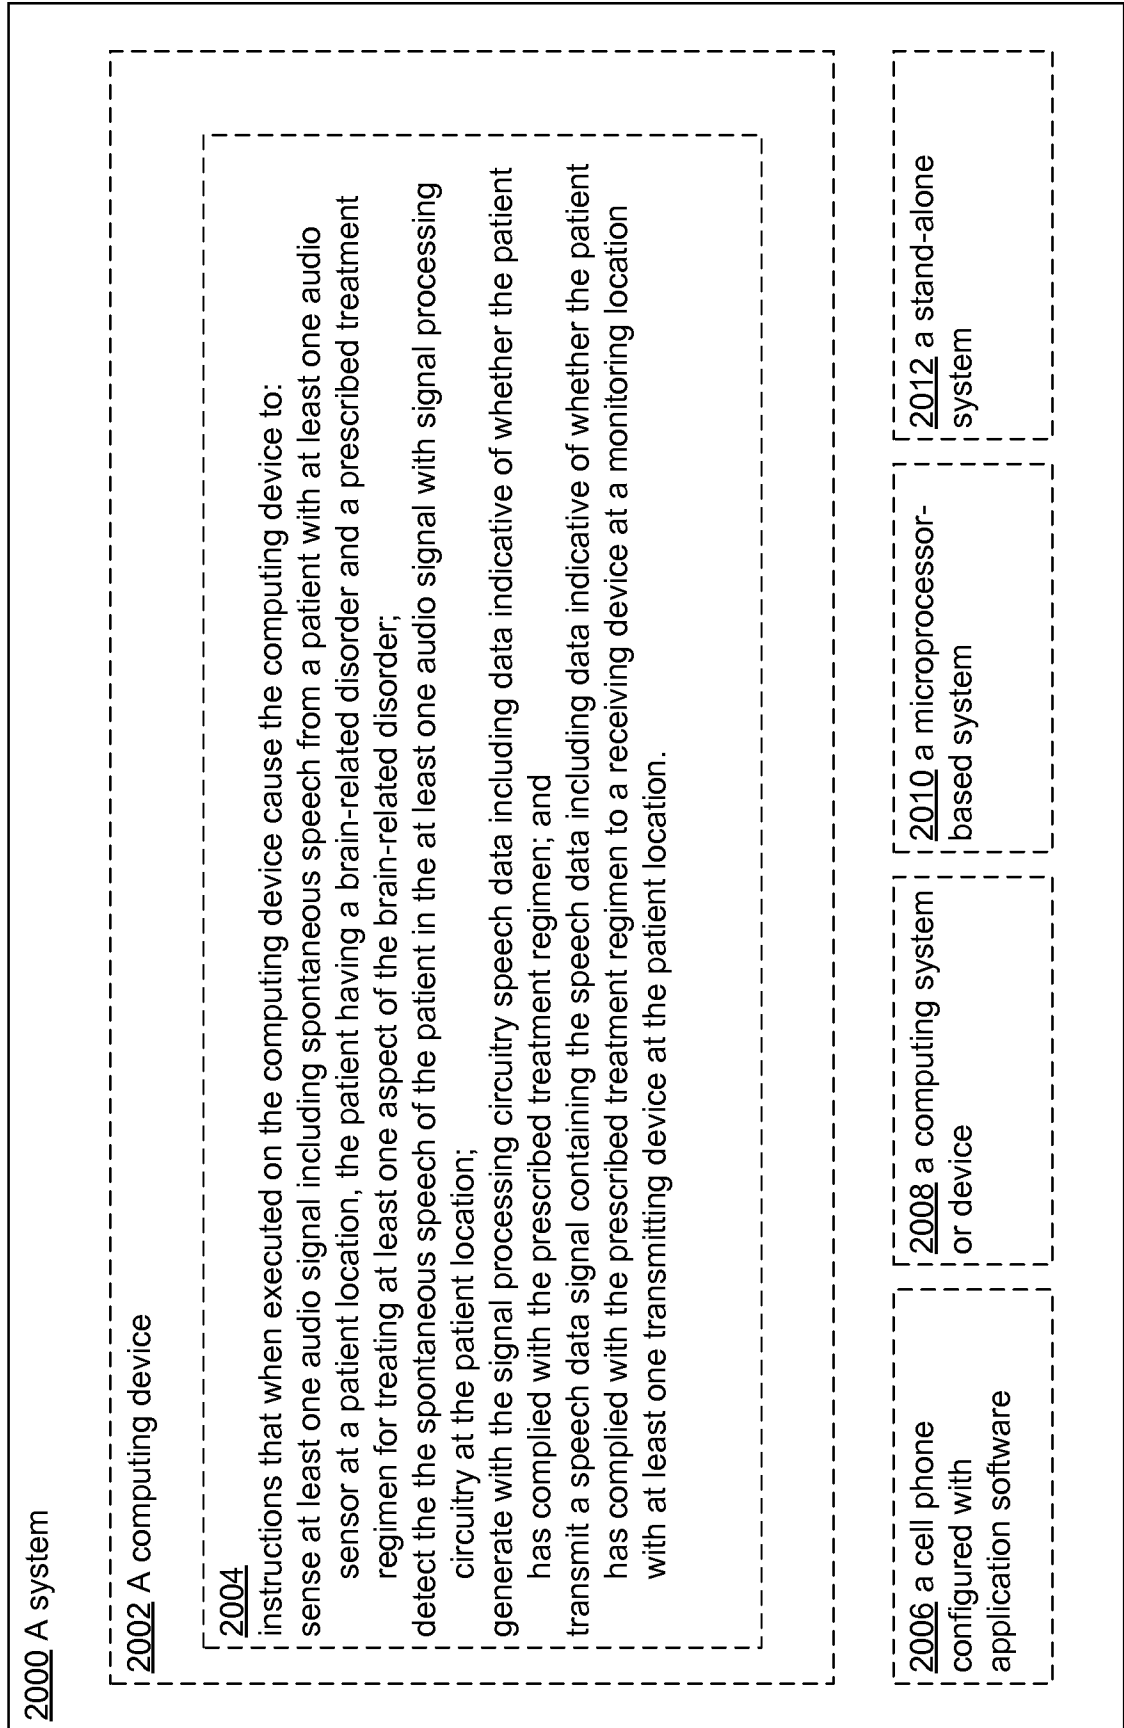 2000 A system
2002 A computing device
2004
instructions that when executed on the computing device cause the computing device to:
sense at least one audio signal including spontaneous speech from a patient with at least one audio
sensor at a patient location, the patient having a brain-related disorder and a prescribed treatment
regimen for treating at least one aspect of the brain-related disorder;
detect the the spontaneous speech of the patient in the at least one audio signal with signal processing
circuitry at the patient location;
generate with the signal processing circuitry speech data including data indicative of whether the patient
has complied with the prescribed treatment regimen; and
transmit a speech data signal containing the speech data including data indicative of whether the patient
has complied with the prescribed treatment regimen to a receiving device at a monitoring location
with at least one transmitting device at the patient location.
2006 a cell phone
configured with
application software
2008 a computing system
or device
2010 a microprocessor-
based system
2012 a stand-alone
system